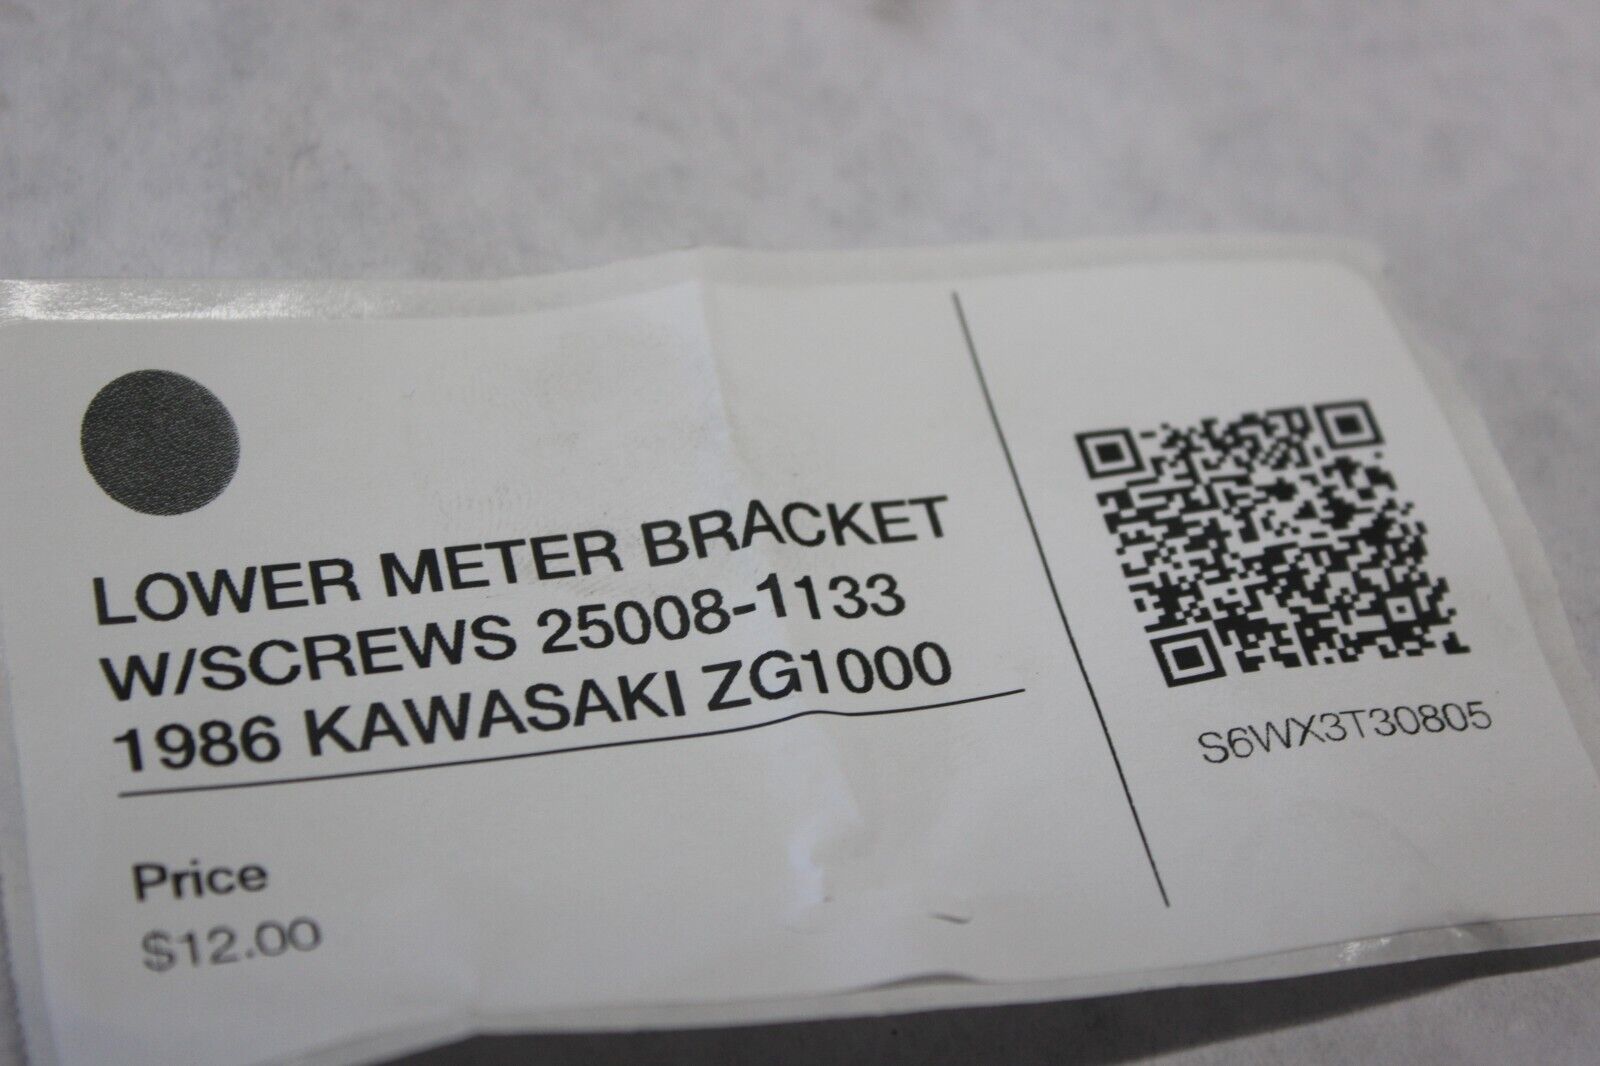 LOWER METER BRACKET
W/SCREWS 25008-1133
1986 KAWASAKI ZG1000
Price
$12.00
S6WX3T30805